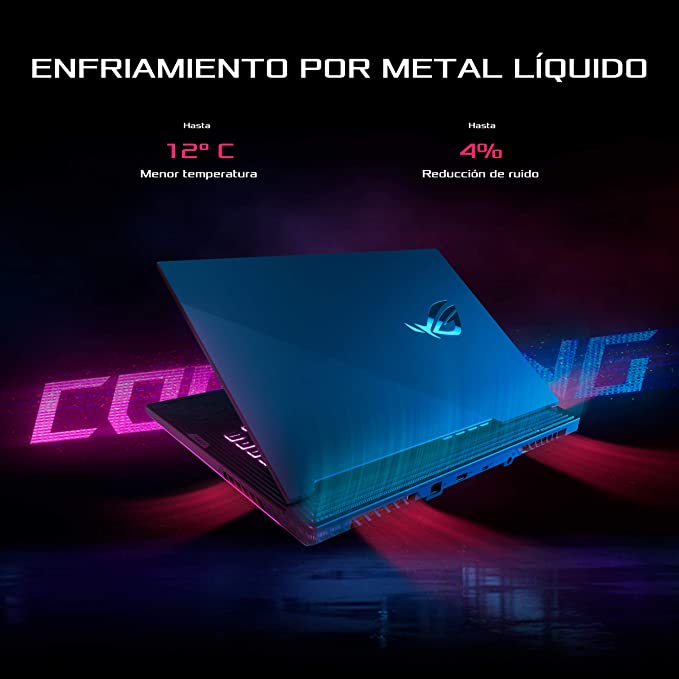 ENFRIAMIENTO POR METAL LÍQUIDO
Hasta
12º C
Menor temperatura
Hasta
4%
Reducción de ruido